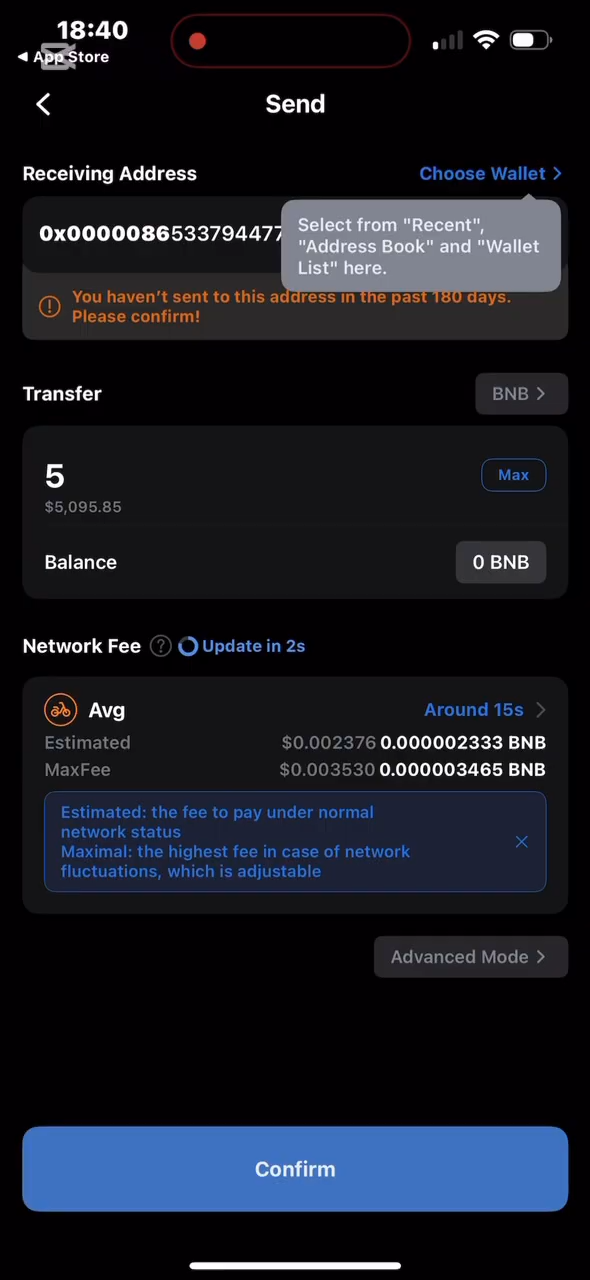 18:40
App Store
Send
Receiving Address
Choose Wallet
0x0000086533794477
Select from "Recent",
"Address Book" and "Wallet
List" here.
You haven't sent to this address in the past 180 days.
Please confirm!
Transfer
BNB
5
Max
$5,095.85
Balance
0 BNB
Network Fee ? Update in 2s
Avg
Around 15s
Estimated
$0.002376 0.000002333 BNB
MaxFee
$0.003530 0.000003465 BNB
Estimated: the fee to pay under normal
network status
Maximal: the highest fee in case of network
fluctuations, which is adjustable
Advanced Mode
Confirm